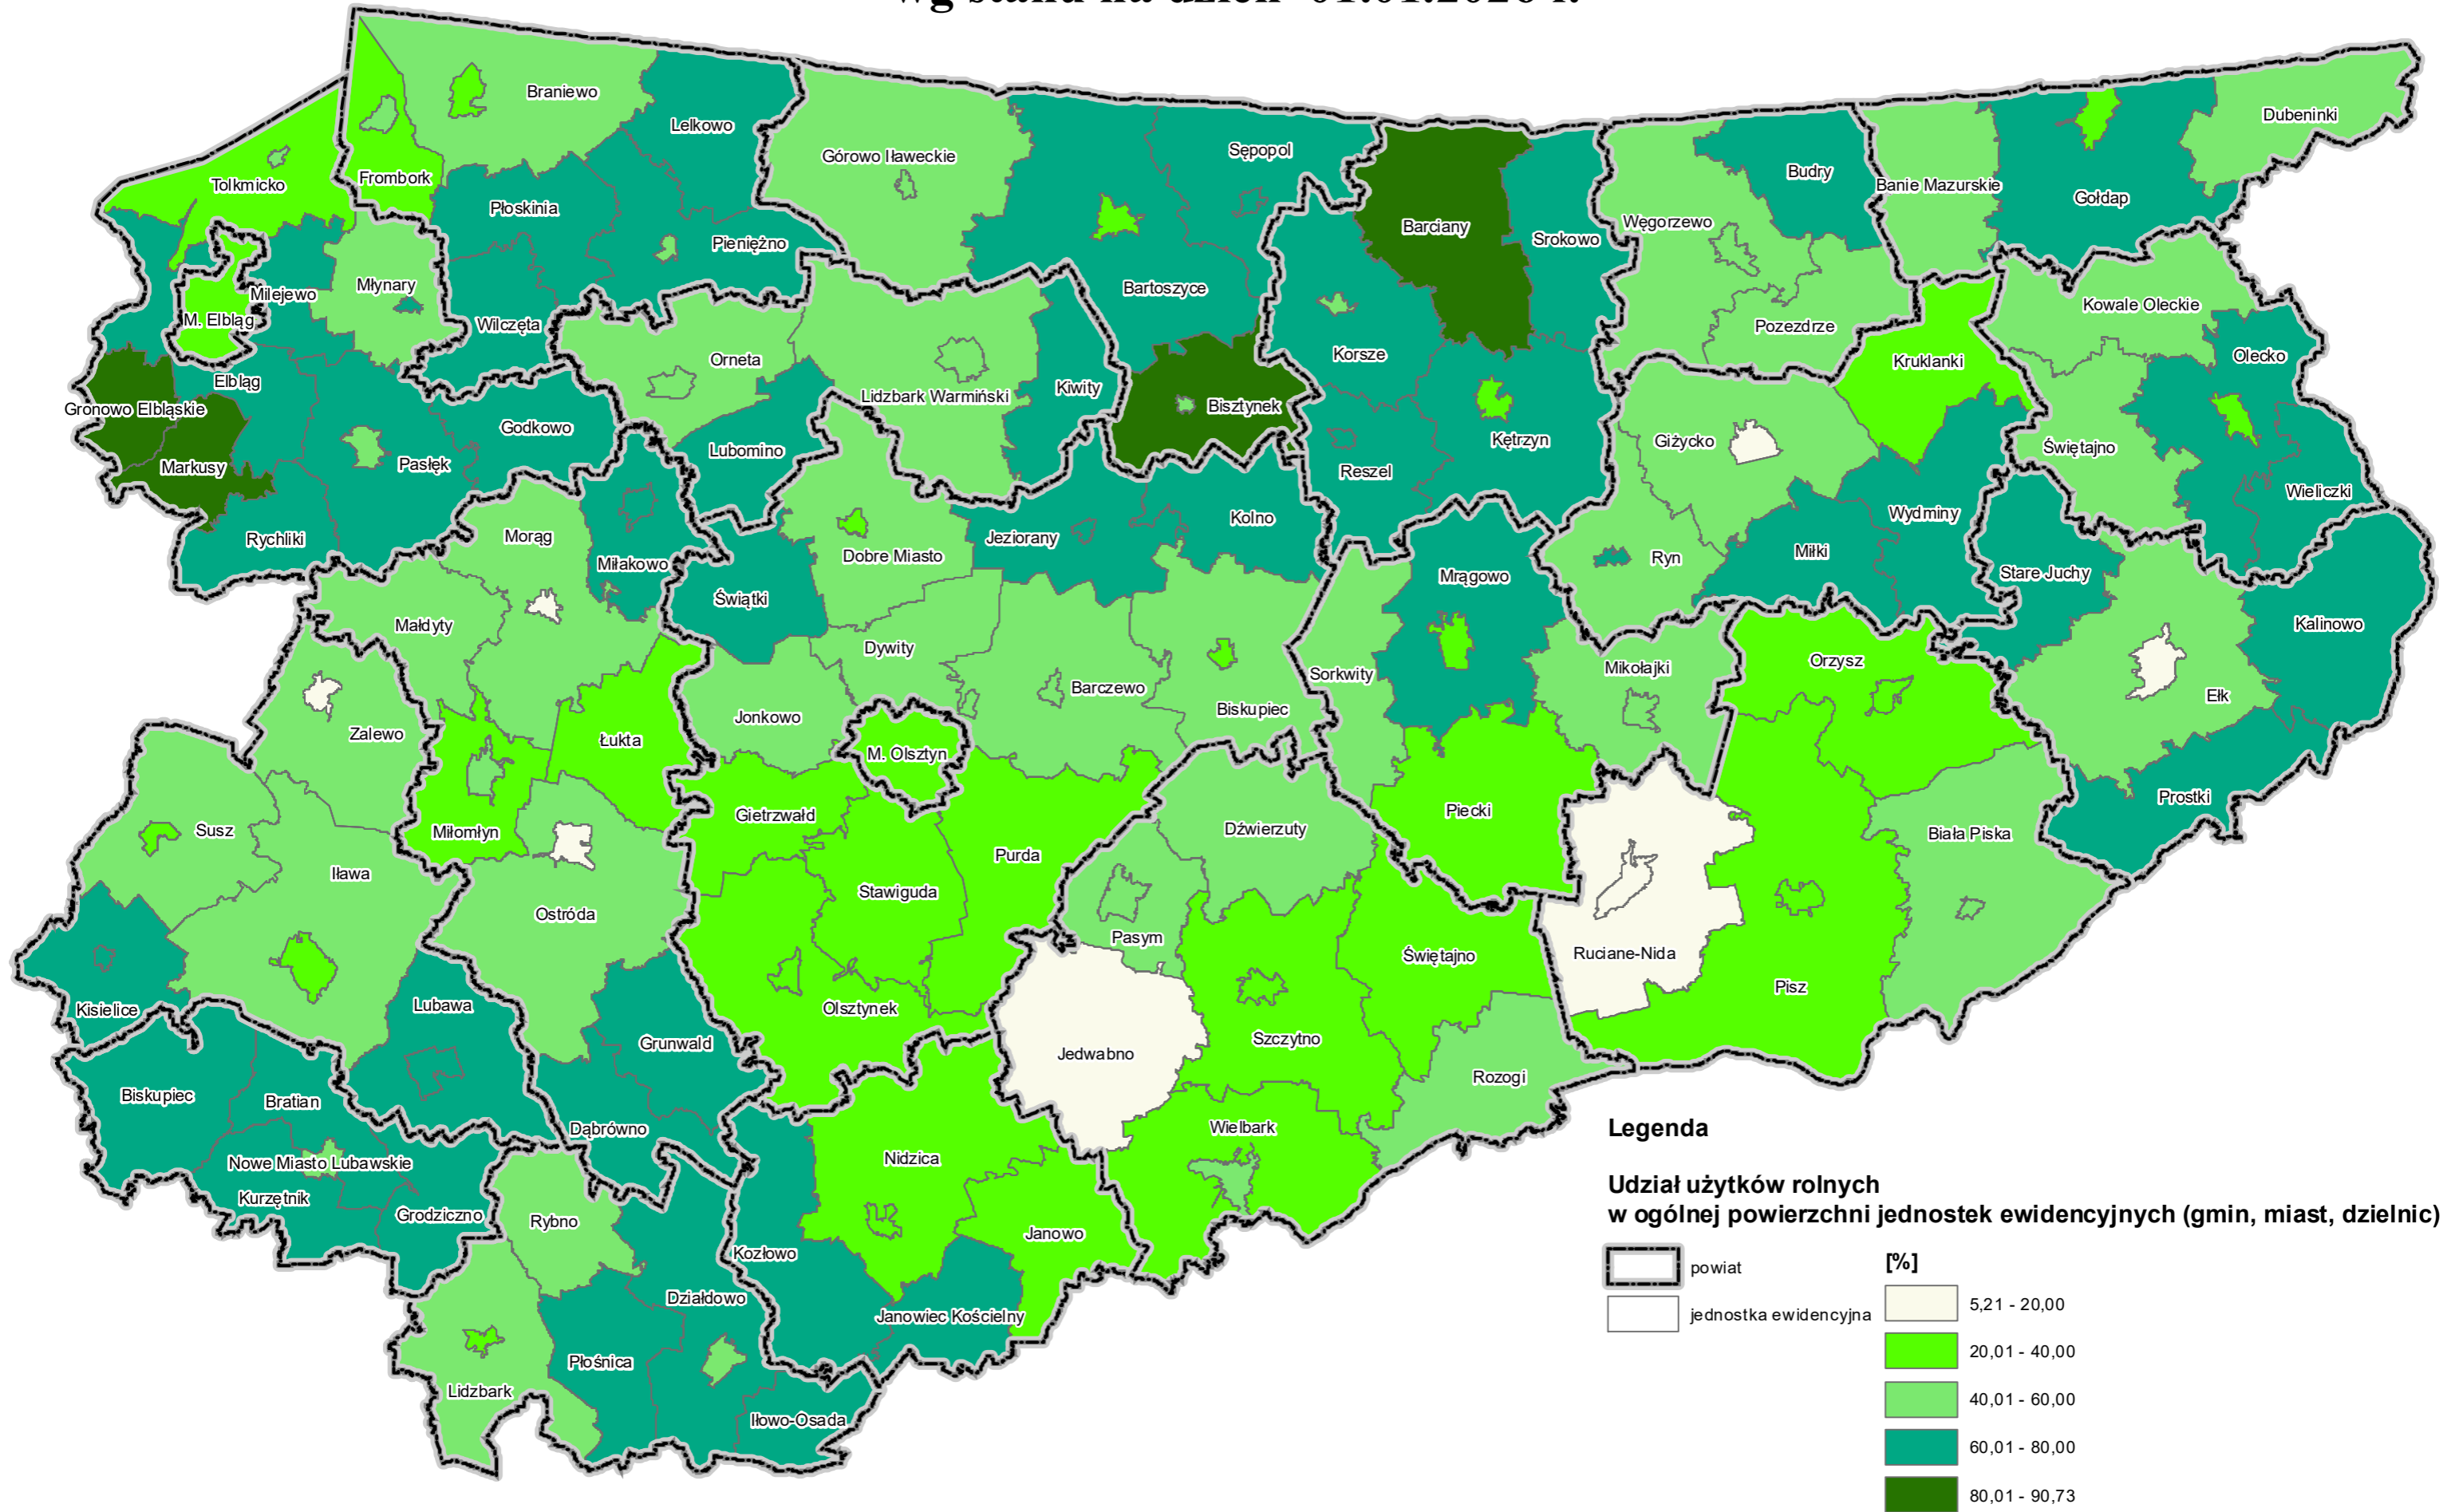 wg stanu na dzień 01.01.2026 r.
Braniewo
Lelkowo
Dubeninki
Górowo Iławeckie
Sępopol
Tolkmicko
Frombork
Budry
Banie Mazurskie
Gołdap
Płoskinia
Pieniężno
Barciany
Srokowo
Węgorzewo
Młynary
Milejewo
Bartoszyce
M. Elbląg
Wilczęta
Pozezdrze
Kowale Oleckie
Orneta
Korsze
Kruklanki
Olecko
Elbląg
Lidzbark Warmiński
Kiwity
Gronowo Elbląskie
Bisztynek
Godkowo
Lubomino
Kętrzyn
Giżycko
Świętajno
Markusy
Pasłęk
Reszel
Wieliczki
Rychliki
Morąg
Jeziorany
Kolno
Wydminy
Miłakowo
Dobre Miasto
Mrągowo
Ryn
Miłki
Stare Juchy
Świątki
Małdyty
Dywity
Kalinowo
Sorkwity
Mikołajki
Orzysz
Barczewo
Ełk
Jonkowo
Biskupiec
Zalewo
Łukta
M. Olsztyn
Susz
Miłomłyn
Gietrzwałd
Piecki
Dźwierzuty
Prostki
Biała Piska
Iława
Purda
Stawiguda
Ostróda
Pasym
Świętajno
Ruciane-Nida
Kisielice
Lubawa
Olsztynek
Pisz
Grunwald
Jedwabno
Szczytno
Rozogi
Biskupiec
Bratian
Dąbrówno
Wielbark
Nowe Miasto Lubawskie
Nidzica
Kurzętnik
Grodziczno
Rybno
Janowo
Kozłowo
Działdowo
Janowiec Kościelny
Płośnica
Lidzbark
Iłowo-Osada
Legenda
Udział użytków rolnych
w ogólnej powierzchni jednostek ewidencyjnych (gmin, miast, dzielnic)
powiat
jednostka ewidencyjna
[%]
5,21 - 20,00
20,01 - 40,00
40,01 - 60,00
60,01 - 80,00
80,01 - 90,73